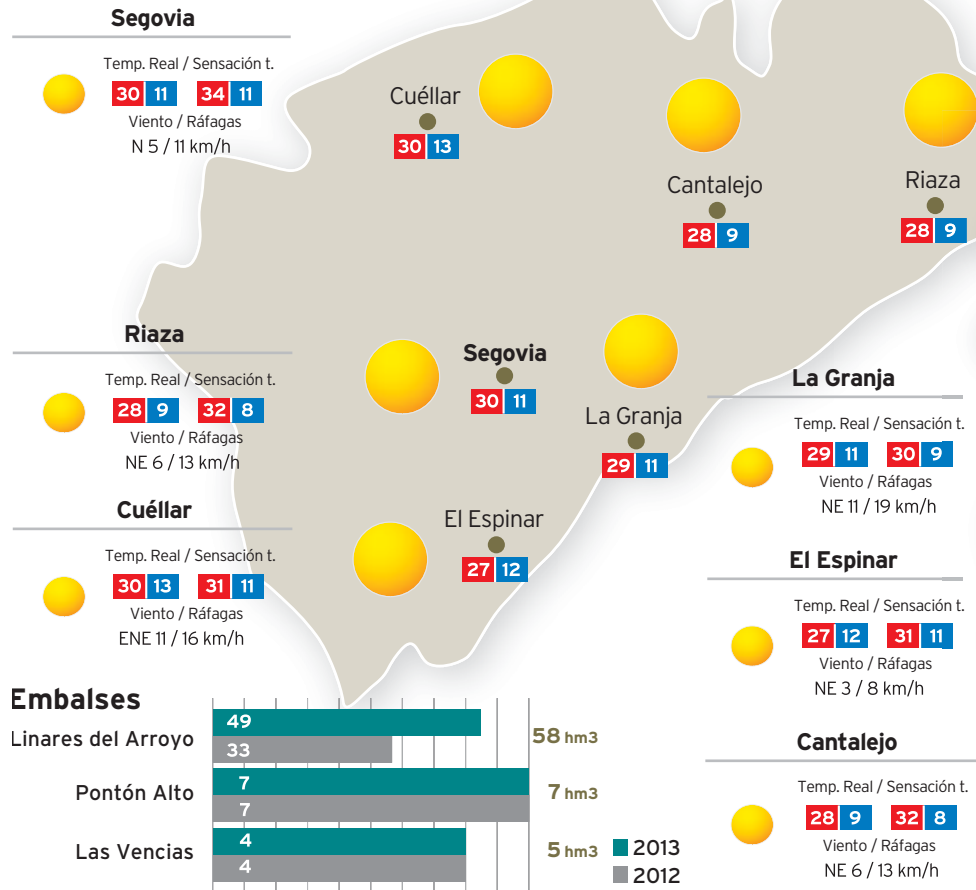 Segovia
Temp. Real / Sensación t.
30 11 34 11
Viento / Ráfagas
N 5 / 11 km/h
Cuéllar
30 13
Cantalejo
28 9
Riaza
28 9
Segovia
30 11
La Granja
29 11
El Espinar
27 12
Riaza
Temp. Real / Sensación t.
28 9 32 8
Viento / Ráfagas
NE 6 / 13 km/h
Cuéllar
Temp. Real / Sensación t.
30 13 31 11
Viento / Ráfagas
ENE 11 / 16 km/h
La Granja
Temp. Real / Sensación t.
29 11 30 9
Viento / Ráfagas
NE 11 / 19 km/h
El Espinar
Temp. Real / Sensación t.
27 12 31 11
Viento / Ráfagas
NE 3 / 8 km/h
Cantalejo
Temp. Real / Sensación t.
28 9 32 8
Viento / Ráfagas
NE 6 / 13 km/h
Embalses
Linares del Arroyo
49
33
58 hm3
Pontón Alto
7
7
7 hm3
Las Vencias
4
4
5 hm3
2013
2012